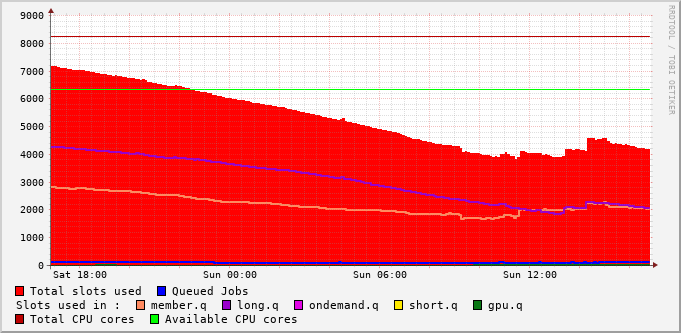 9000
8000
7000
6000
5000
4000
3000
2000
1000
0
Sat 18:00 Sun 00:00 Sun 06:00 Sun 12:00
Total slots used Queued Jobs
Slots used in : member.q long.q ondemand.q short.q gpu.q
Total CPU cores Available CPU cores
RRDTOOL / TOBI OETIKER